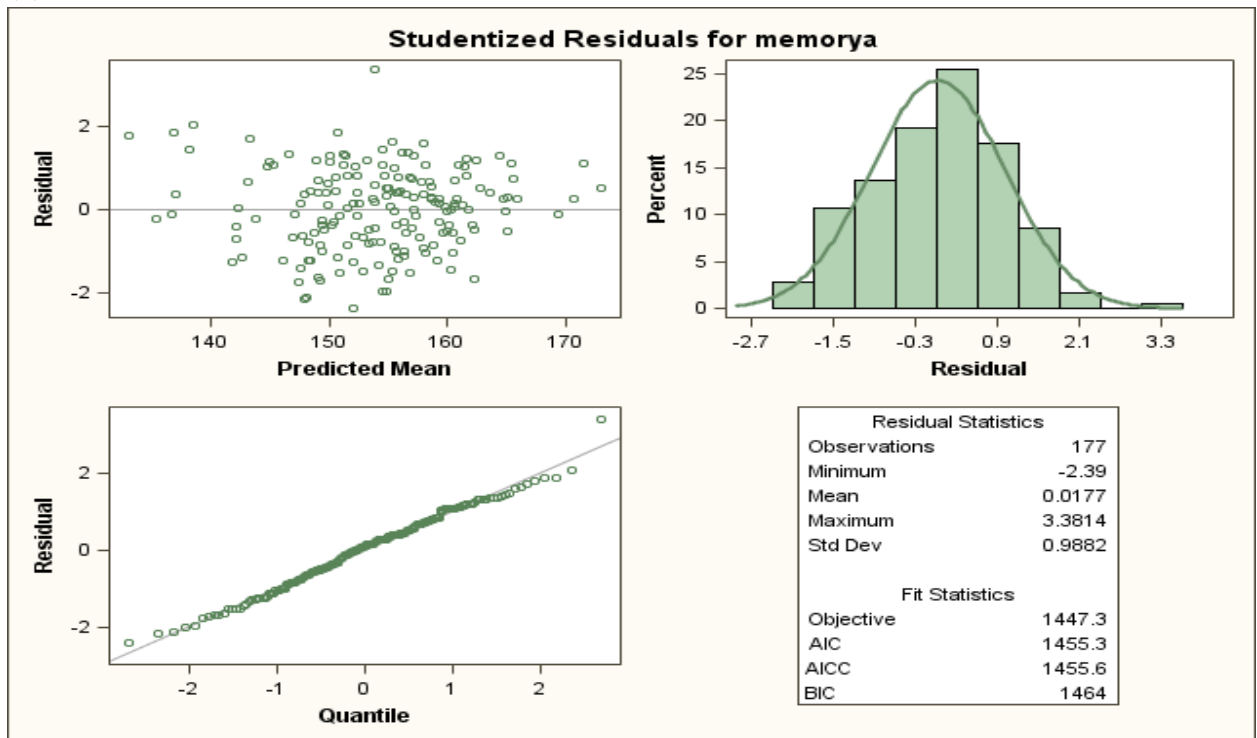 Studentized Residuals for memorya
Residual
2
0
-2
140 150 160 170
Predicted Mean
Percent
25
20
15
10
5
0
-2.7 -1.5 -0.3 0.9 2.1 3.3
Residual
Residual
2
0
-2
-2 -1 0 1 2
Quantile
Residual Statistics
Observations 177
Minimum -2.39
Mean 0.0177
Maximum 3.3814
Std Dev 0.9882
Fit Statistics
Objective 1447.3
AIC 1455.3
AICC 1455.6
BIC 1464